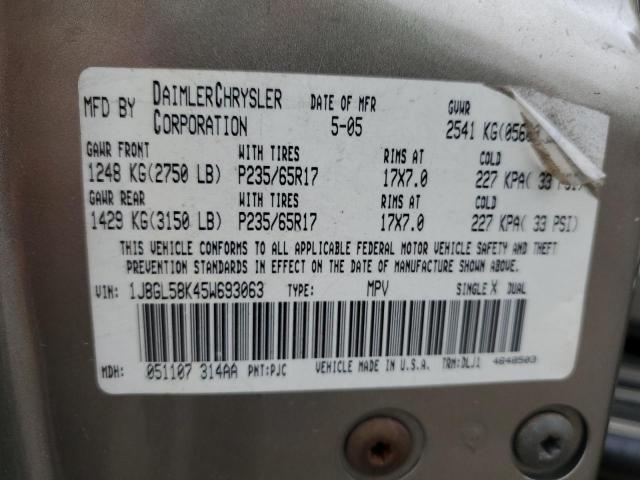 MFD BY DAIMLERCHRYSLER CORPORATION DATE OF MFR 5-05 GVWR 2541 KG
GAWR FRONT WITH TIRES RIMS AT COLD
1248 KG(2750 LB) P235/65R17 17X7.0 227 KPA( 33 PSI)
GAWR REAR WITH TIRES RIMS AT COLD
1429 KG(3150 LB) P235/65R17 17X7.0 227 KPA( 33 PSI)
THIS VEHICLE CONFORMS TO ALL APPLICABLE FEDERAL MOTOR VEHICLE SAFETY AND THEFT
PREVENTION STANDARDS IN EFFECT ON THE DATE OF MANUFACTURE SHOWN ABOVE.
VIN: 1J8GL58K45W693063 TYPE: MPV SINGLE X DUAL
MDH: 051107 314AA PNT:PJC VEHICLE MADE IN U.S.A. TRM:DLJ1 4648503